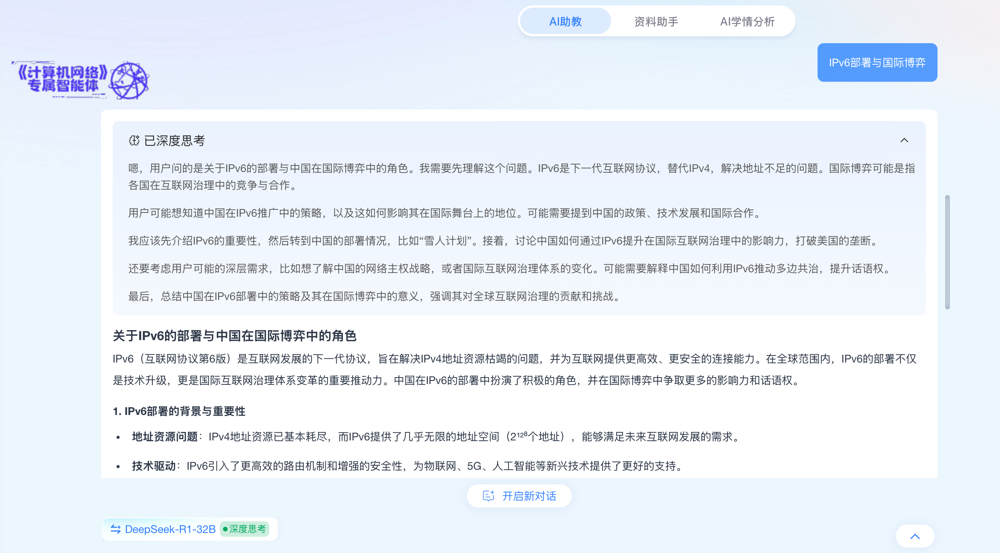 AI助教
资料助手
AI学情分析
IPv6部署与国际博弈
《计算机网络》
专属智能体
已深度思考
嗯，用户问的是关于IPv6的部署与中国在国际博弈中的角色。我需要先理解这个问题。IPv6是下一代互联网协议，替代IPv4，解决地址不足的问题。国际博弈可能是指
各国在互联网治理中的竞争与合作。
用户可能想知道中国在IPv6推广中的策略，以及这如何影响其在国际舞台上的地位。可能需要提到中国的政策、技术发展和国际合作。
我应该先介绍IPv6的重要性，然后转到中国的部署情况，比如“雪人计划”。接着，讨论中国如何通过IPv6提升在国际互联网治理中的影响力，打破美国的垄断。
还要考虑用户可能的深层需求，比如想了解中国的网络主权战略，或者国际互联网治理体系的变化。可能需要解释中国如何利用IPv6推动多边共治，提升话语权。
最后，总结中国在IPv6部署中的策略及其在国际博弈中的意义，强调其对全球互联网治理的贡献和挑战。
关于IPv6的部署与中国在国际博弈中的角色
IPv6（互联网协议第6版）是互联网发展的下一代协议，旨在解决IPv4地址资源枯竭的问题，并为互联网提供更高效、更安全的连接能力。在全球范围内，IPv6的部署不仅
是技术升级，更是国际互联网治理体系变革的重要推动力。中国在IPv6的部署中扮演了积极的角色，并在国际博弈中争取更多的影响力和话语权。
1. IPv6部署的背景与重要性
• 地址资源问题：IPv4地址资源已基本耗尽，而IPv6提供了几乎无限的地址空间（2¹²⁸个地址），能够满足未来互联网发展的需求。
• 技术驱动：IPv6引入了更高效的路由机制和增强的安全性，为物联网、5G、人工智能等新兴技术提供了更好的支持。
开启新对话
DeepSeek-R1-32B
深度思考